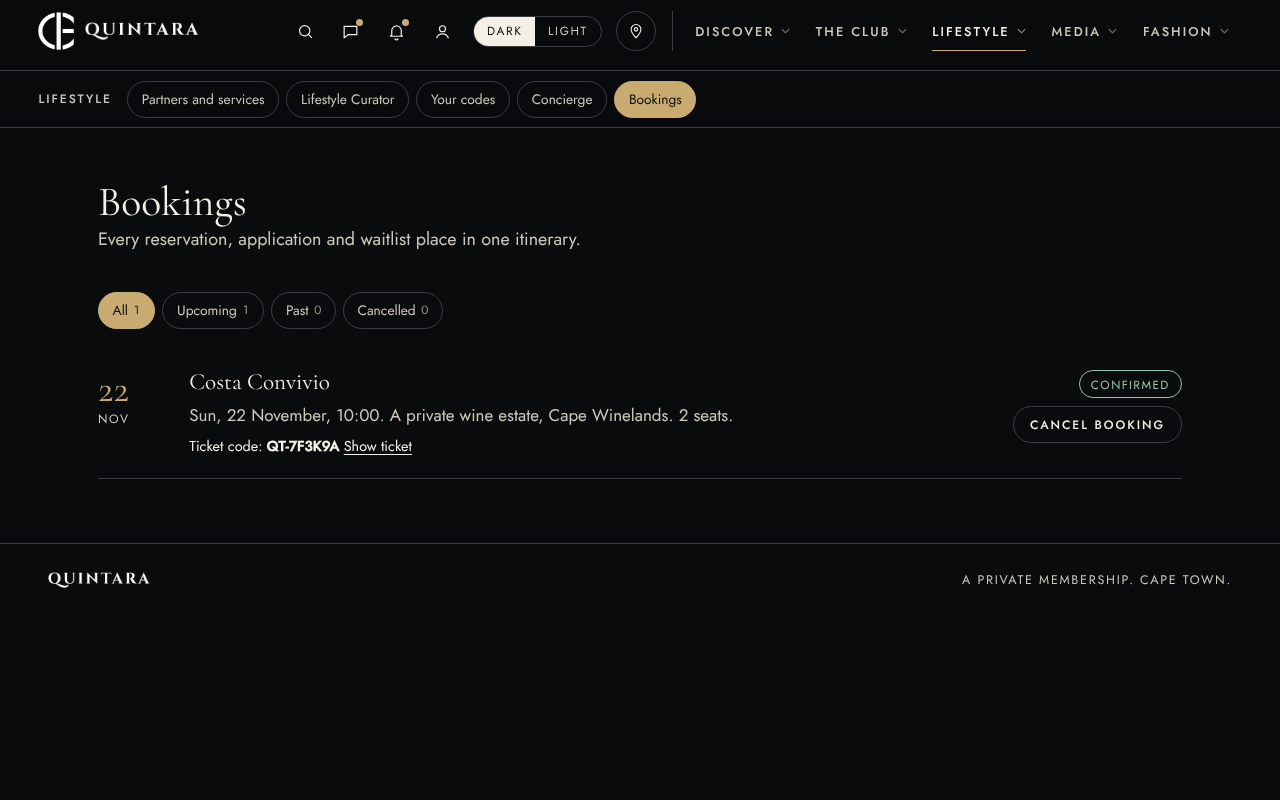 QUINTARA
DARK LIGHT
DISCOVER THE CLUB LIFESTYLE MEDIA FASHION
LIFESTYLE Partners and services Lifestyle Curator Your codes Concierge Bookings
Bookings
Every reservation, application and waitlist place in one itinerary.
All 1 Upcoming 1 Past 0 Cancelled 0
22
NOV
Costa Convivio
Sun, 22 November, 10:00. A private wine estate, Cape Winelands. 2 seats.
Ticket code: QT-7F3K9A Show ticket
CONFIRMED
CANCEL BOOKING
QUINTARA
A PRIVATE MEMBERSHIP. CAPE TOWN.